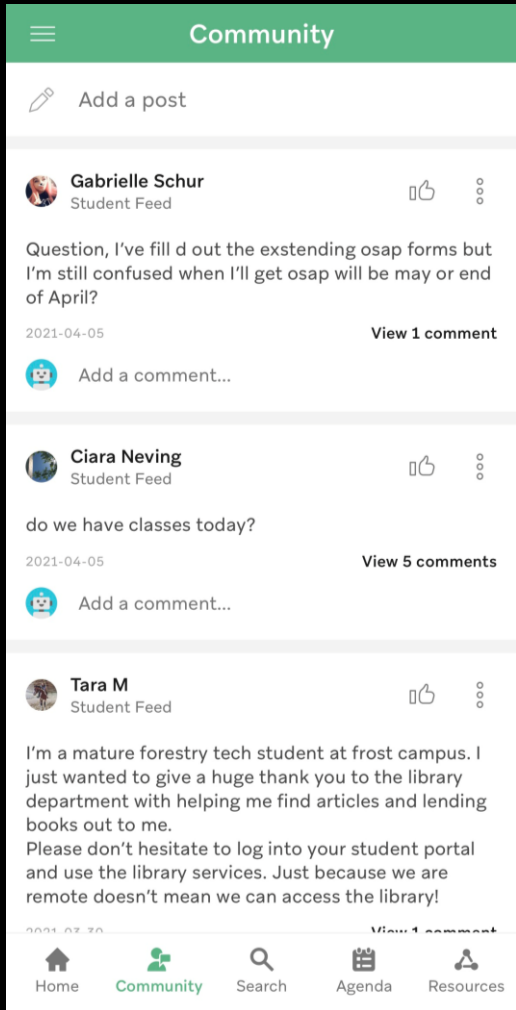 Community
Add a post
Gabrielle Schur
Student Feed
Question, I've fill d out the exstending osap forms but
I'm still confused when I'll get osap will be may or end
of April?
2021-04-05
View 1 comment
Add a comment...
Ciara Neving
Student Feed
do we have classes today?
2021-04-05
View 5 comments
Add a comment...
Tara M
Student Feed
I'm a mature forestry tech student at frost campus. I
just wanted to give a huge thank you to the library
department with helping me find articles and lending
books out to me.
Please don't hesitate to log into your student portal
and use the library services. Just because we are
remote doesn't mean we can access the library!
2021-03-30
View 1 comment
Home
Community
Search
Agenda
Resources